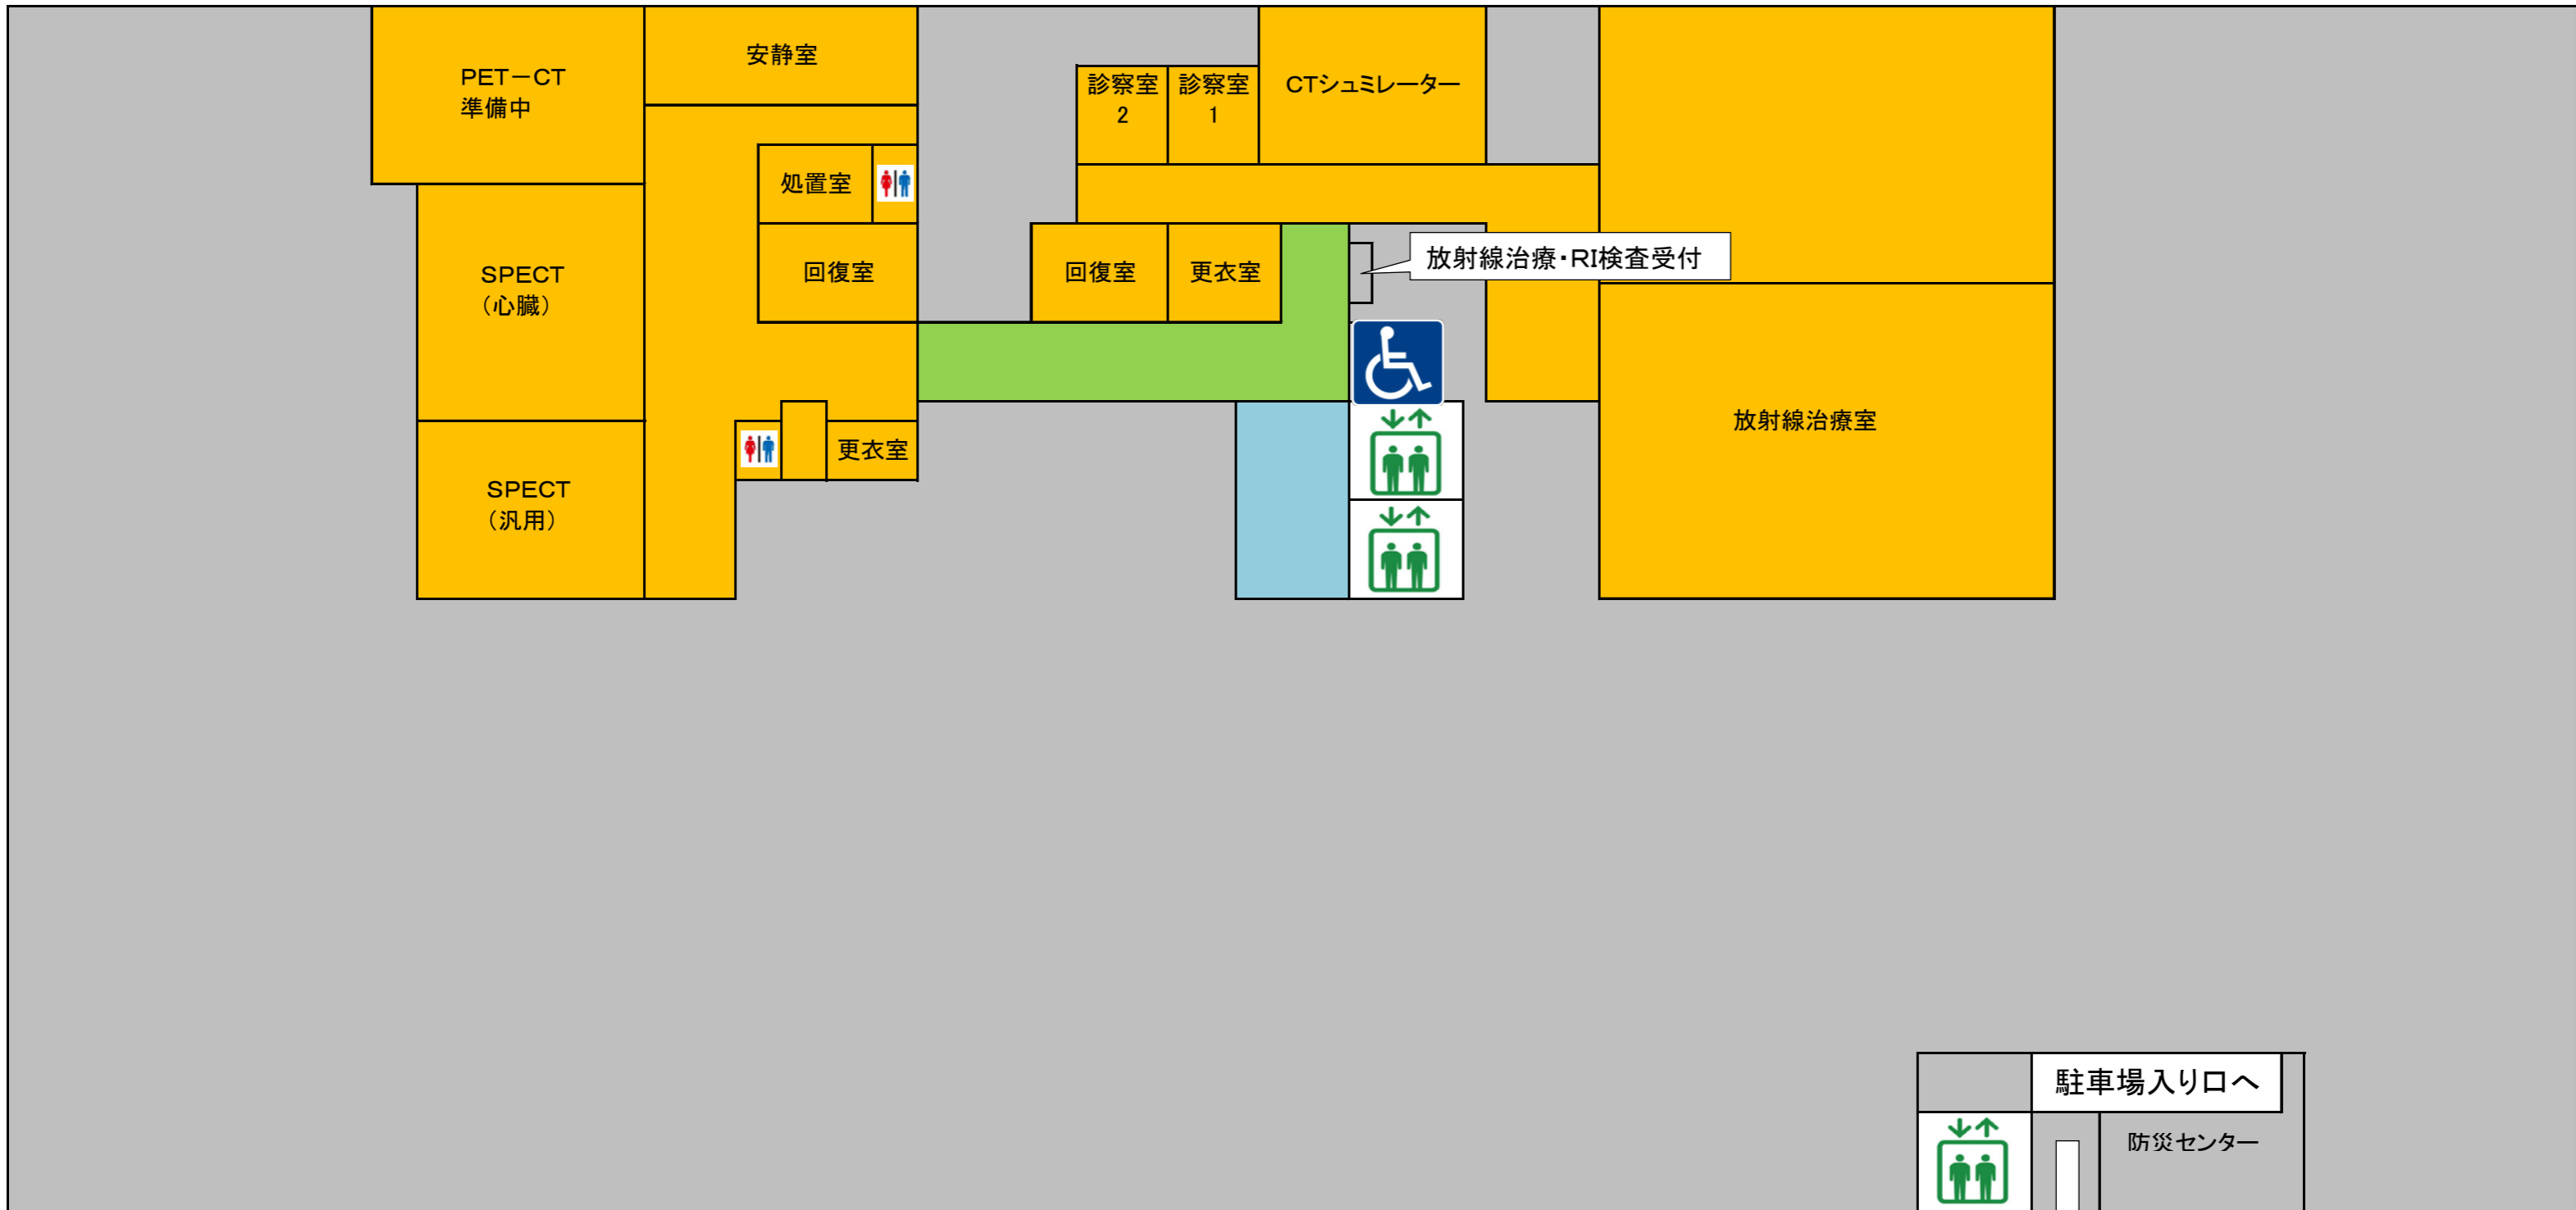 安静室
PET－CT
準備中
診察室
2
診察室
1
CTシュミレーター
処置室
SPECT
（心臓）
回復室
回復室
更衣室
放射線治療・RI検査受付
放射線治療室
更衣室
SPECT
（汎用）
駐車場入り口へ
防災センター